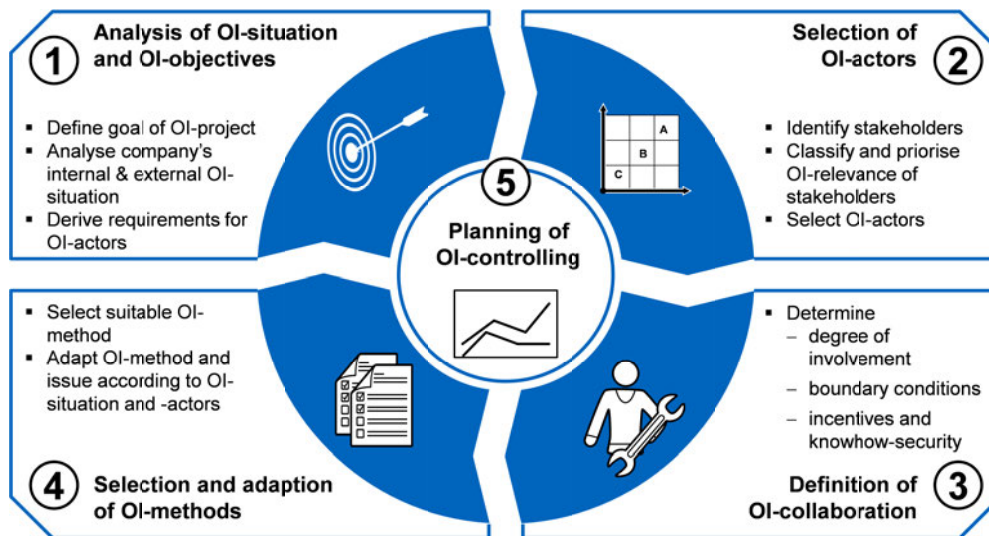 1
Analysis of OI-situation
and OI-objectives
▪ Define goal of OI-project
▪ Analyse company's
internal & external OI-
situation
▪ Derive requirements for
OI-actors
Selection of
OI-actors
2
▪ Identify stakeholders
▪ Classify and priorise
OI-relevance of
stakeholders
▪ Select OI-actors
A
B
C
5
Planning of
OI-controlling
▪ Determine
– degree of
involvement
– boundary conditions
– incentives and
knowhow-security
Definition of
OI-collaboration
3
▪ Select suitable OI-
method
▪ Adapt OI-method and
issue according to OI-
situation and -actors
4
Selection and adaption
of OI-methods